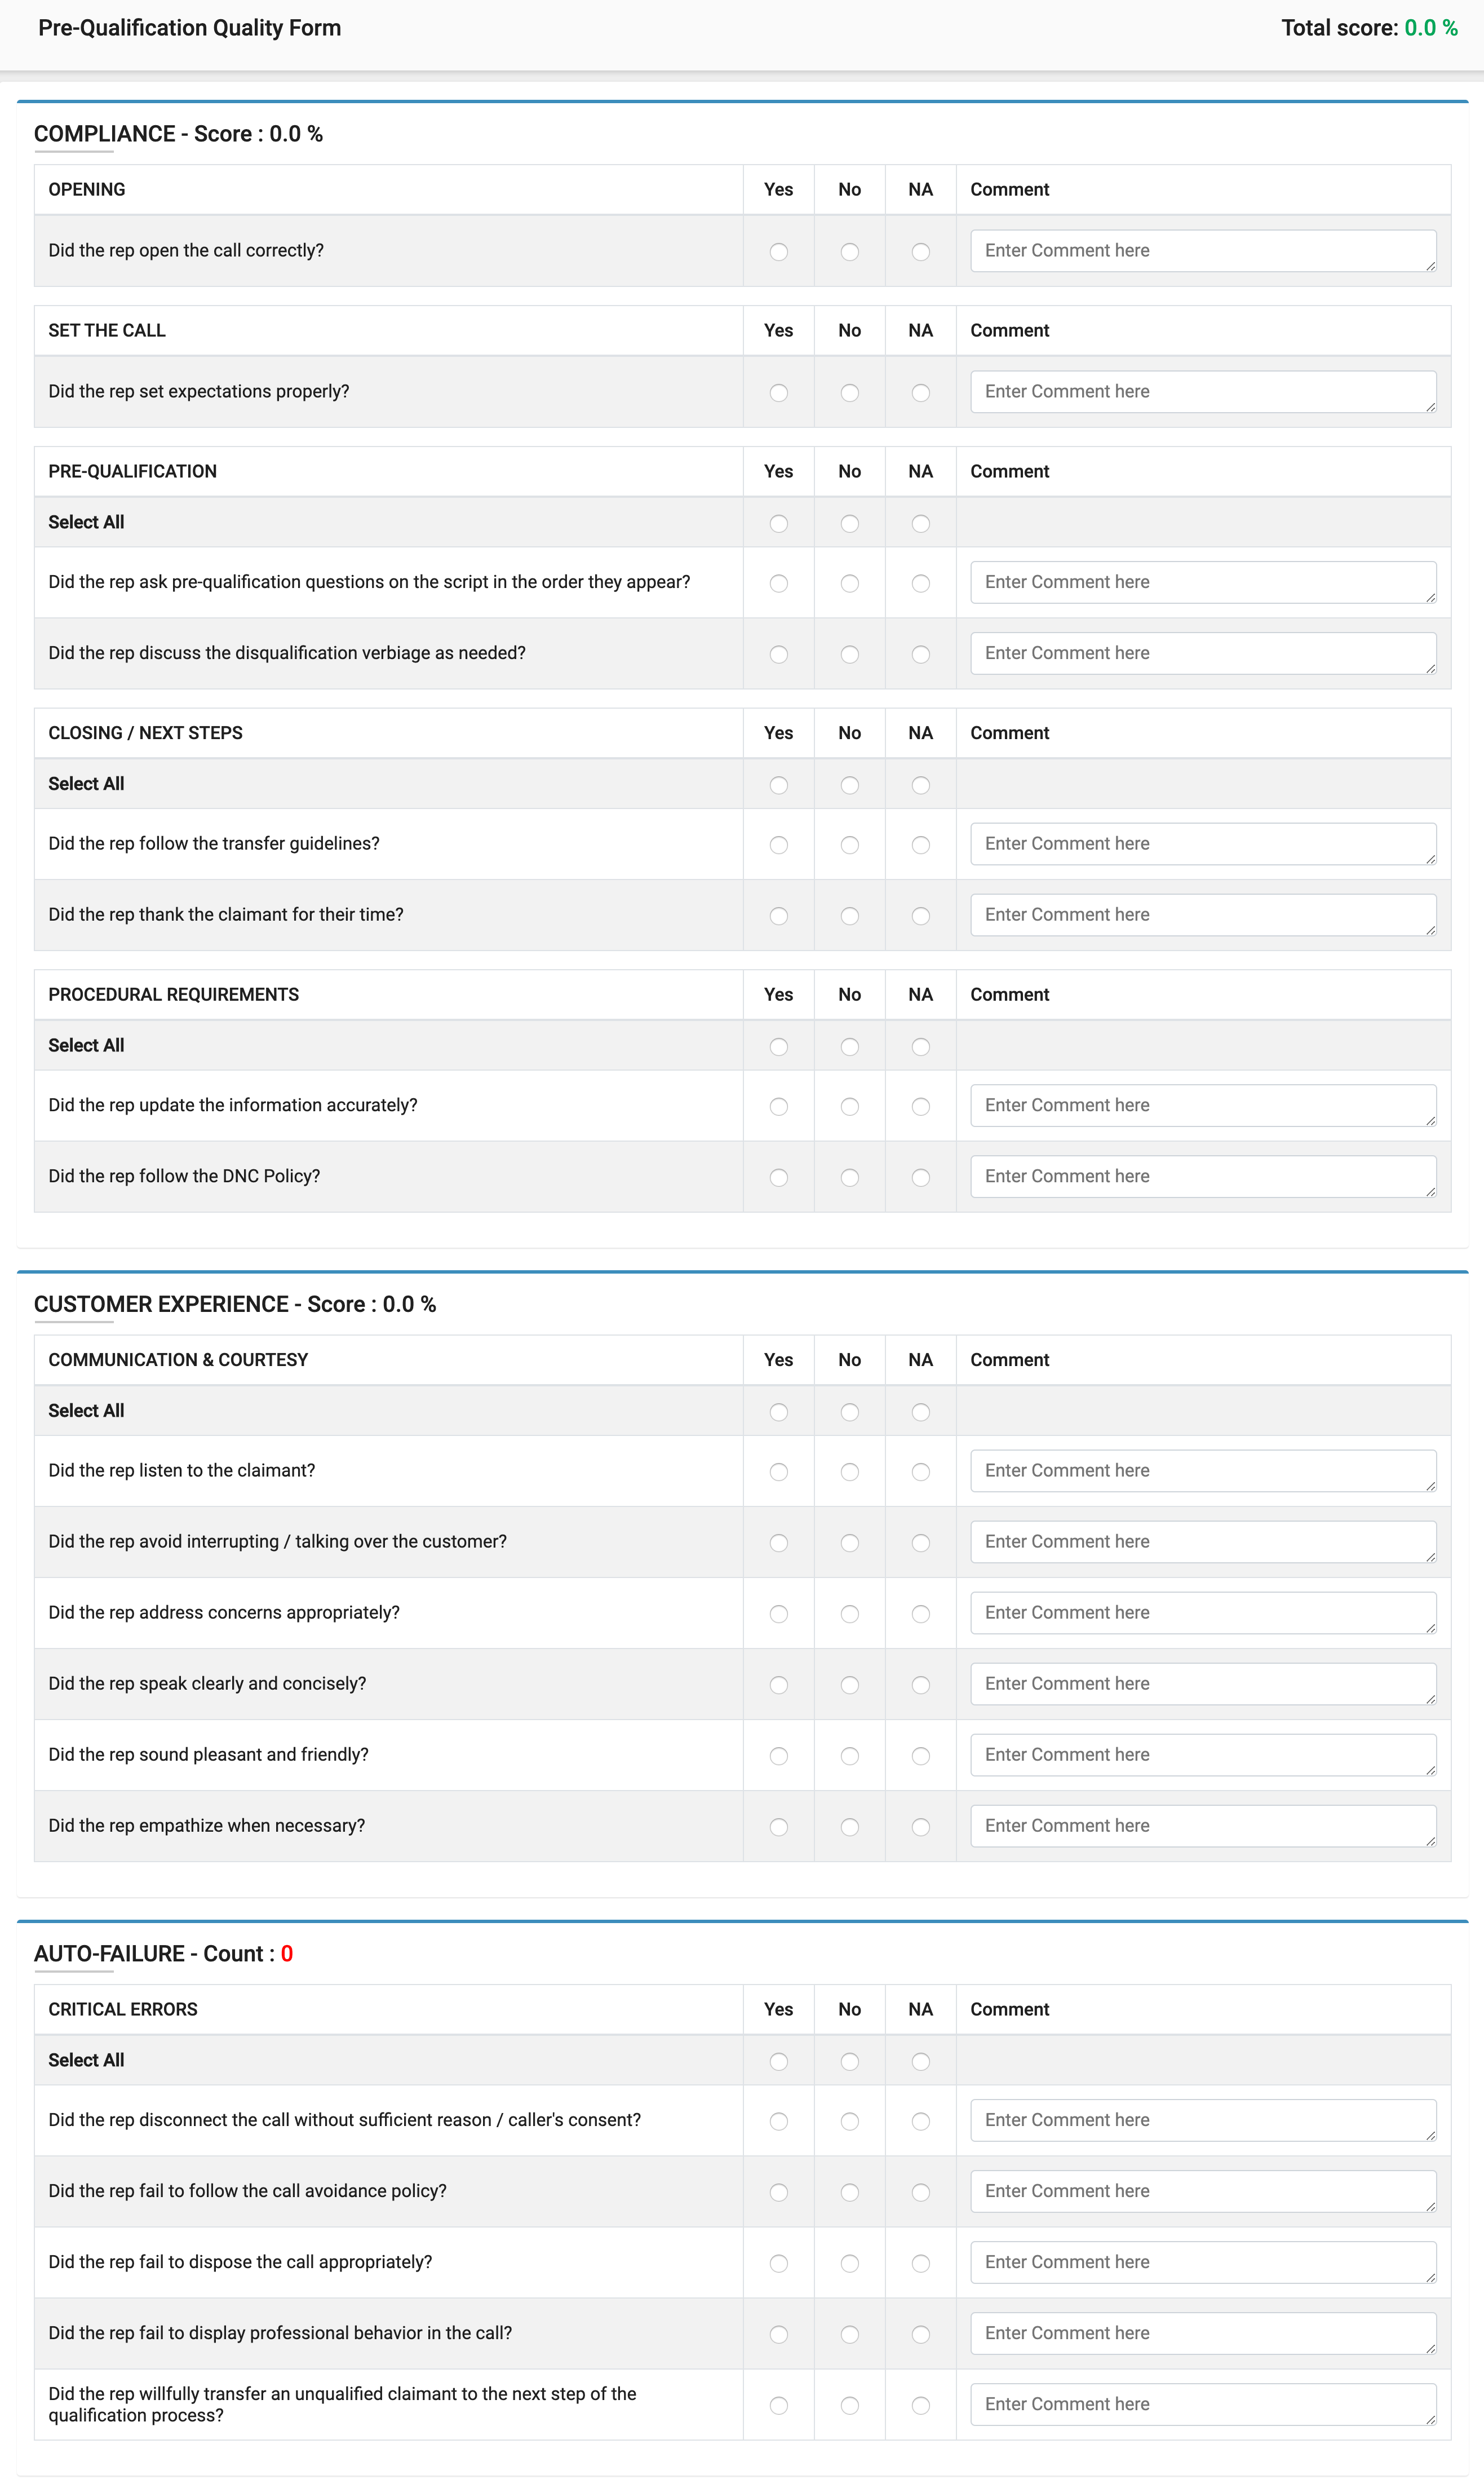 Pre-Qualification Quality Form Total score: 0.0 %
COMPLIANCE - Score : 0.0 %
OPENING Yes No NA Comment
Did the rep open the call correctly? Enter Comment here
SET THE CALL Yes No NA Comment
Did the rep set expectations properly? Enter Comment here
PRE-QUALIFICATION Yes No NA Comment
Select All
Did the rep ask pre-qualification questions on the script in the order they appear? Enter Comment here
Did the rep discuss the disqualification verbiage as needed? Enter Comment here
CLOSING / NEXT STEPS Yes No NA Comment
Select All
Did the rep follow the transfer guidelines? Enter Comment here
Did the rep thank the claimant for their time? Enter Comment here
PROCEDURAL REQUIREMENTS Yes No NA Comment
Select All
Did the rep update the information accurately? Enter Comment here
Did the rep follow the DNC Policy? Enter Comment here
CUSTOMER EXPERIENCE - Score : 0.0 %
COMMUNICATION & COURTESY Yes No NA Comment
Select All
Did the rep listen to the claimant? Enter Comment here
Did the rep avoid interrupting / talking over the customer? Enter Comment here
Did the rep address concerns appropriately? Enter Comment here
Did the rep speak clearly and concisely? Enter Comment here
Did the rep sound pleasant and friendly? Enter Comment here
Did the rep empathize when necessary? Enter Comment here
AUTO-FAILURE - Count : 0
CRITICAL ERRORS Yes No NA Comment
Select All
Did the rep disconnect the call without sufficient reason / caller's consent? Enter Comment here
Did the rep fail to follow the call avoidance policy? Enter Comment here
Did the rep fail to dispose the call appropriately? Enter Comment here
Did the rep fail to display professional behavior in the call? Enter Comment here
Did the rep willfully transfer an unqualified claimant to the next step of the
qualification process? Enter Comment here